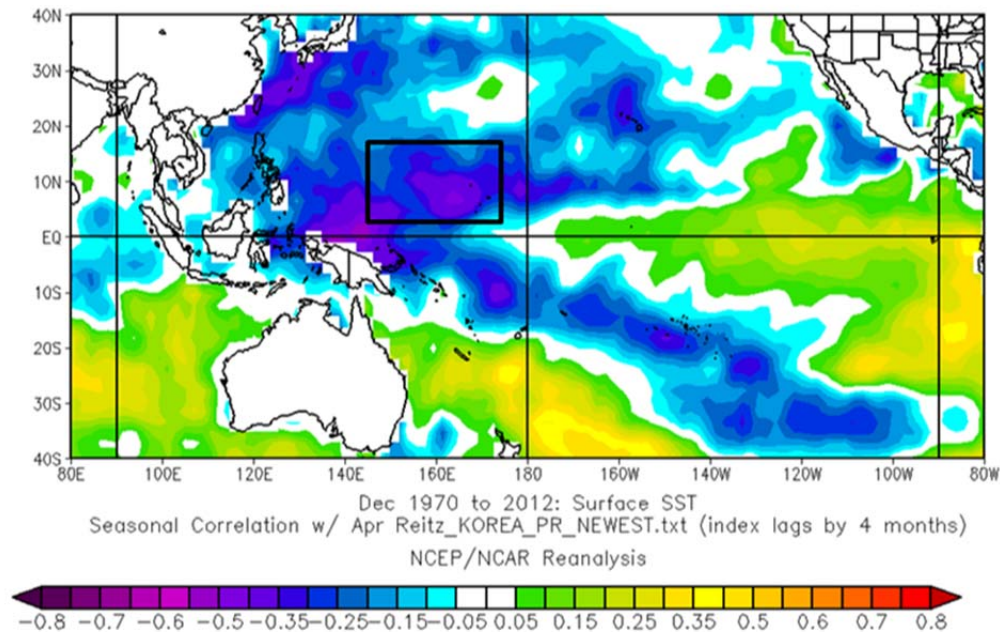 40N
30N
20N
10N
EQ
10S
20S
30S
40S
80E 100E 120E 140E 160E 180 160W 140W 120W 100W 80W
Dec 1970 to 2012: Surface SST
Seasonal Correlation w/ Apr Reitz_KOREA_PR_NEWEST.txt (index lags by 4 months)
NCEP/NCAR Reanalysis
-0.8 -0.7 -0.6 -0.5 -0.35 -0.25 -0.15 -0.05 0.05 0.15 0.25 0.35 0.45 0.6 0.7 0.8